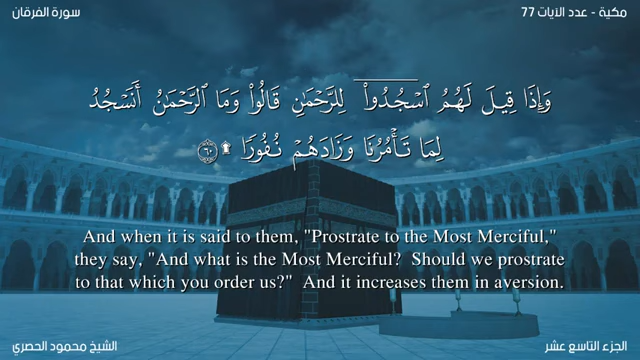 سورة الفرقان
مكية - عدد الآيات 77
وَإِذَا قِيلَ لَهُمُ ٱسْجُدُوا۟ لِلرَّحْمَٰنِ قَالُوا۟ وَمَا ٱلرَّحْمَٰنُ أَنَسْجُدُ
لِمَا تَأْمُرُنَا وَزَادَهُمْ نُفُورًا ۩ ٦٠
And when it is said to them, "Prostrate to the Most Merciful,"
they say, "And what is the Most Merciful? Should we prostrate
to that which you order us?" And it increases them in aversion.
الشيخ محمود الحصري
الجزء التاسع عشر